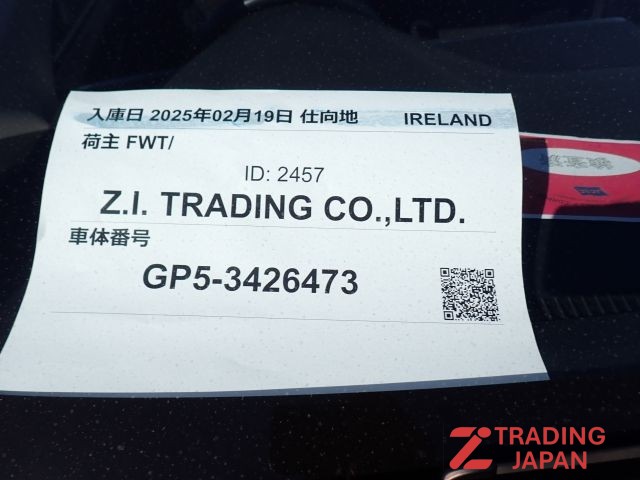 入庫日 2025年02月19日 仕向地 IRELAND
荷主 FWT/
ID: 2457
Z.I. TRADING CO.,LTD.
車体番号
GP5-3426473
TRADING
JAPAN